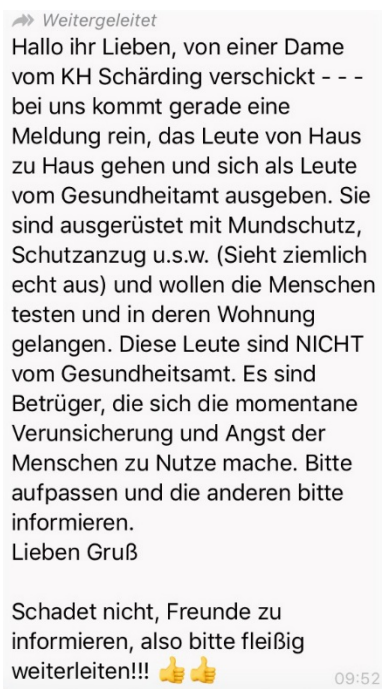 Weitergeleitet
Hallo ihr Lieben, von einer Dame
vom KH Schärding verschickt - - -
bei uns kommt gerade eine
Meldung rein, das Leute von Haus
zu Haus gehen und sich als Leute
vom Gesundheitamt ausgeben. Sie
sind ausgerüstet mit Mundschutz,
Schutzanzug u.s.w. (Sieht ziemlich
echt aus) und wollen die Menschen
testen und in deren Wohnung
gelangen. Diese Leute sind NICHT
vom Gesundheitsamt. Es sind
Betrüger, die sich die momentane
Verunsicherung und Angst der
Menschen zu Nutze mache. Bitte
aufpassen und die anderen bitte
informieren.
Lieben Gruß

Schadet nicht, Freunde zu
informieren, also bitte fleißig
weiterleiten!!! 👍👍 09:52